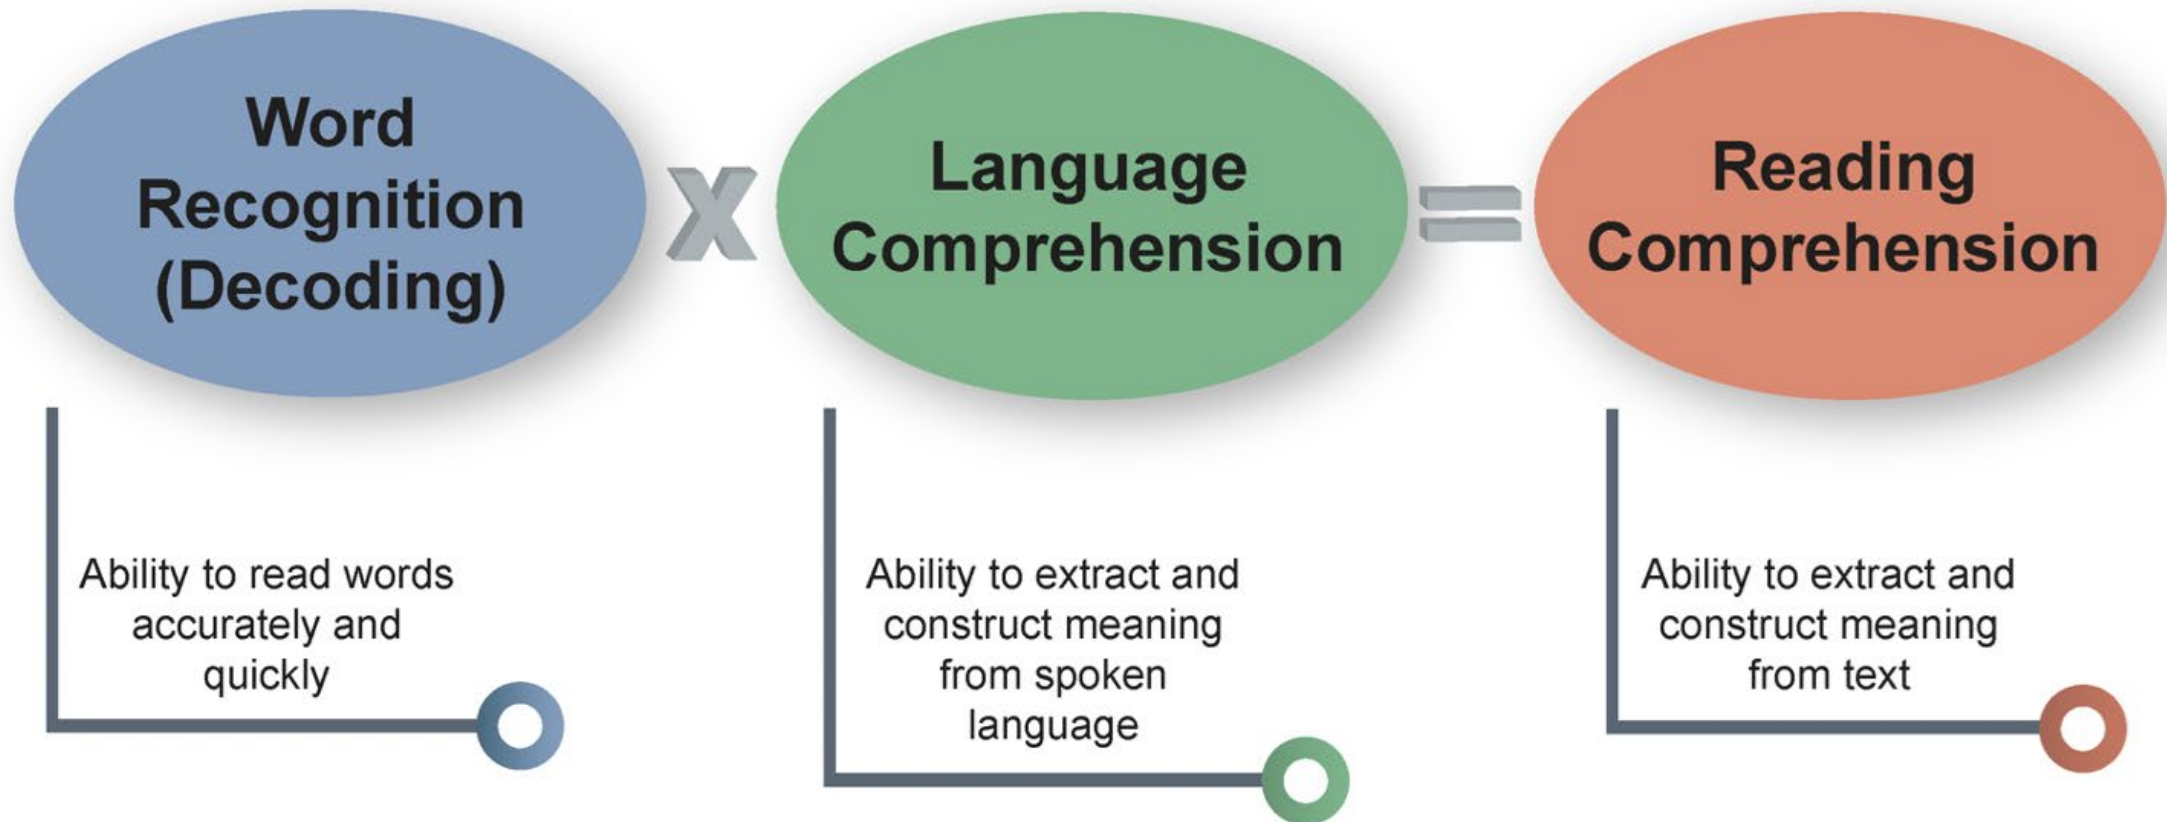 Word
Recognition
(Decoding)
X
Language
Comprehension
=
Reading
Comprehension
Ability to read words
accurately and
quickly
Ability to extract and
construct meaning
from spoken
language
Ability to extract and
construct meaning
from text